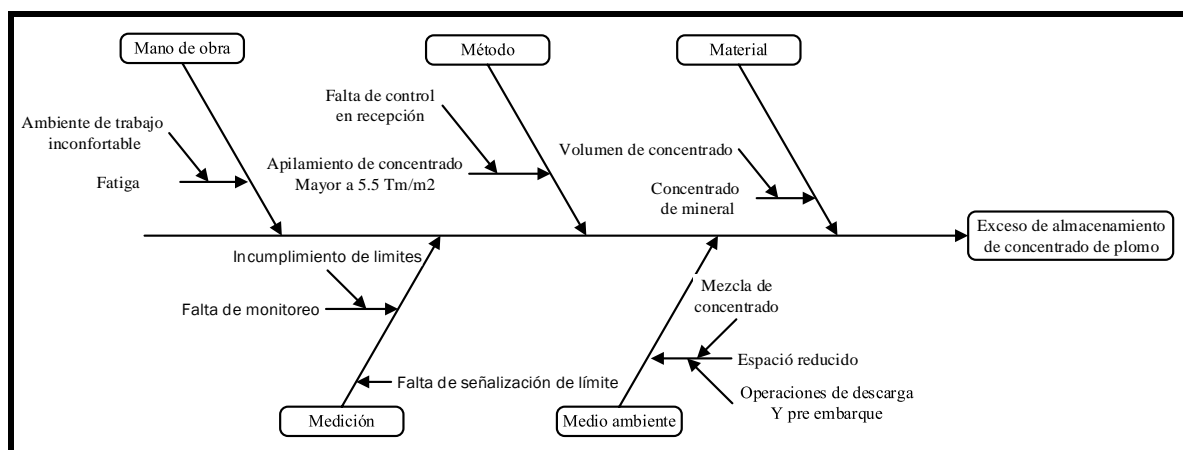 Mano de obra
Método
Material
Ambiente de trabajo
inconfortable
Fatiga
Falta de control
en recepción
Apilamiento de concentrado
Mayor a 5.5 Tm/m2
Volumen de concentrado
Concentrado
de mineral
Exceso de almacenamiento
de concentrado de plomo
Incumplimiento de limites
Falta de monitoreo
Falta de señalización de límite
Medición
Mezcla de
concentrado
Espació reducido
Operaciones de descarga
Y pre embarque
Medio ambiente